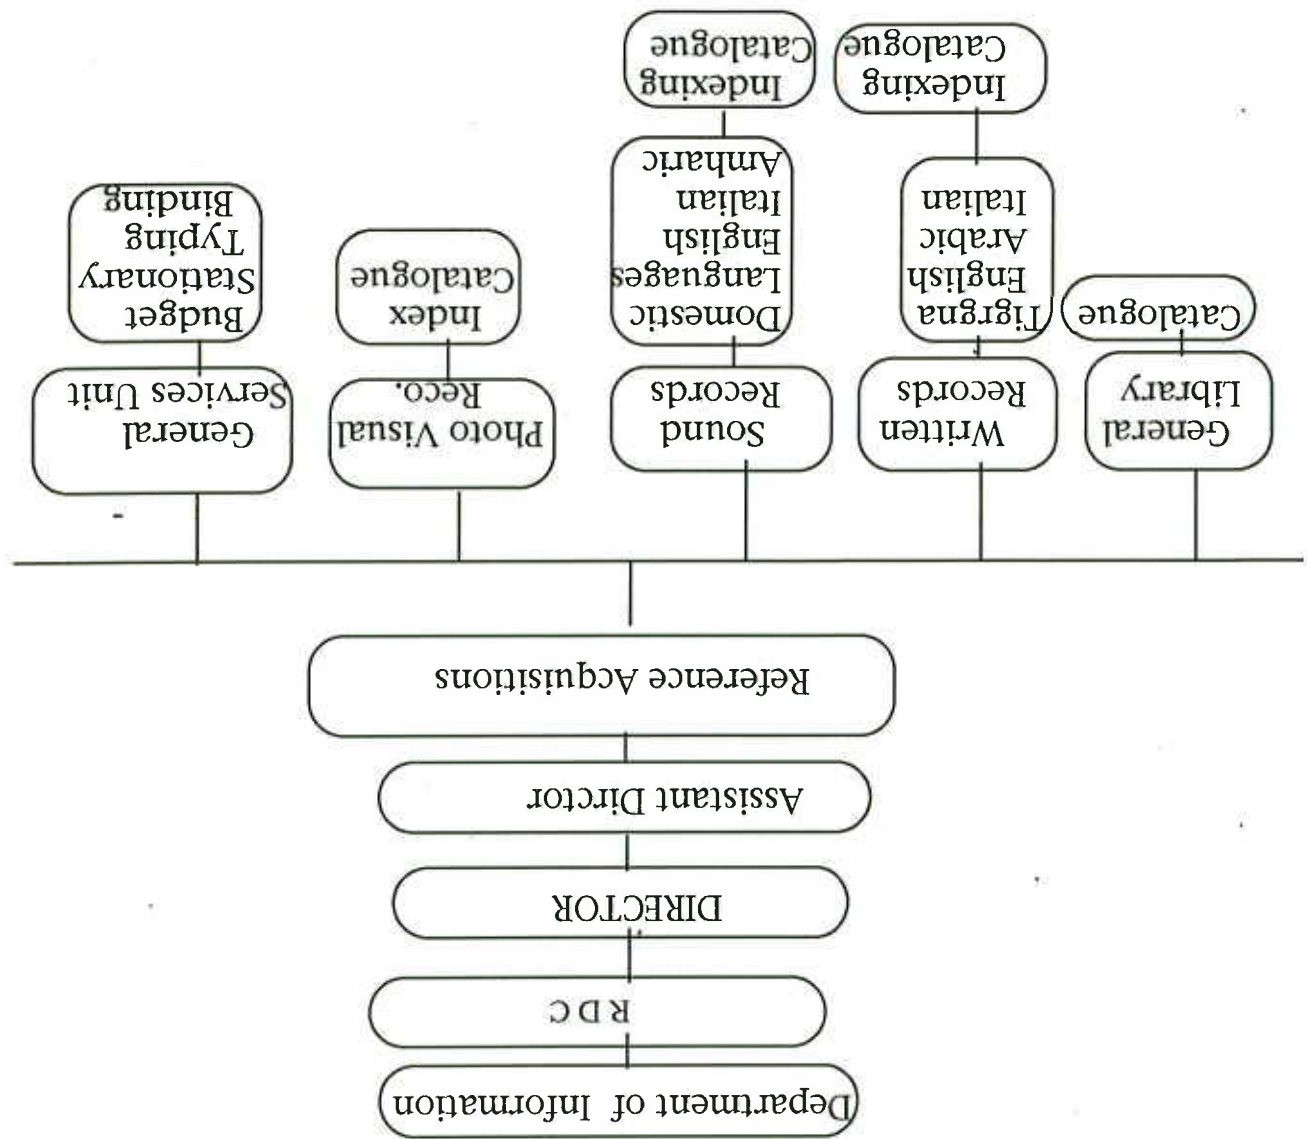 Department of Information
R D C
DIRECTOR
Assistant Dirctor
Reference Acquisitions
General
Library
Catalogue
Written
Records
Tigrgna
English
Arabic
Italian
Indexing
Catalogue
Sound
Records
Domestic
Languages
English
Italian
Amharic
Indexing
Catalogue
Photo Visual
Reco.
Index
Catalogue
General
Services Unit
Budget
Stationary
Typing
Binding